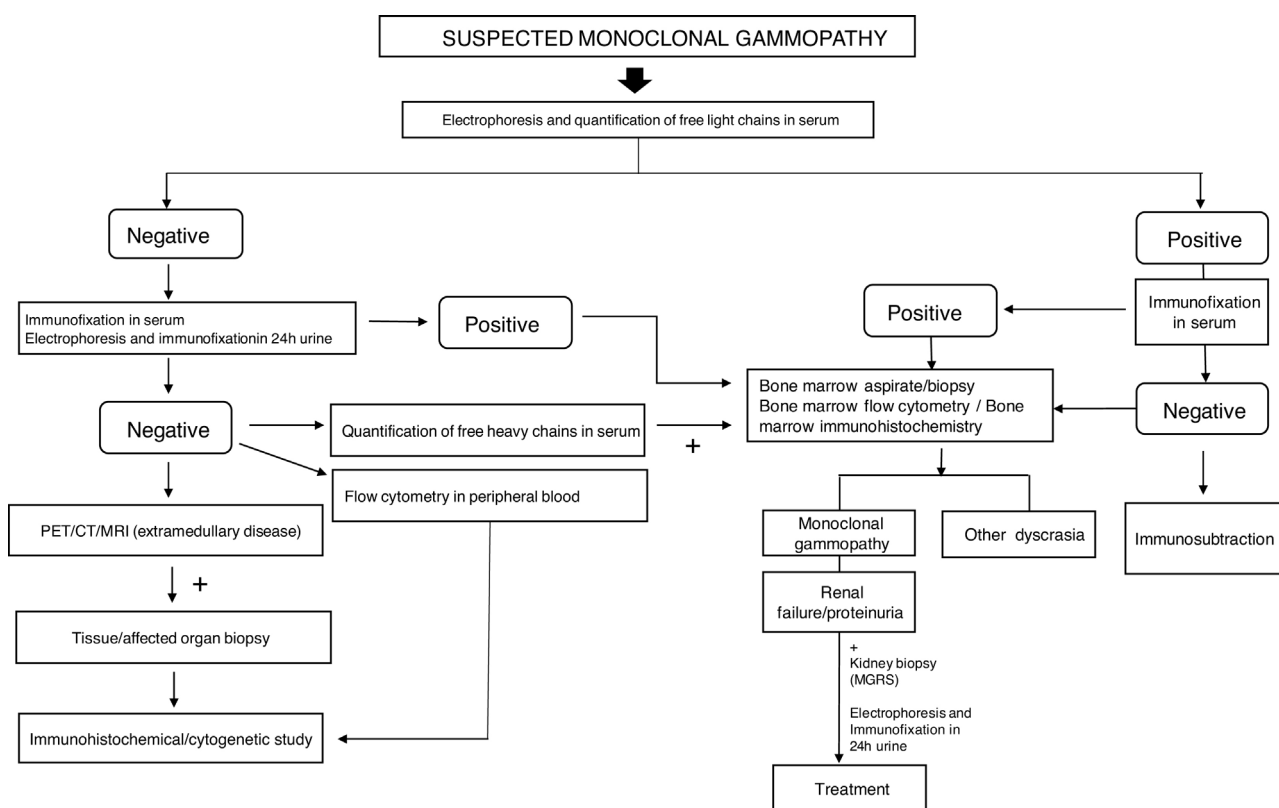 SUSPECTED MONOCLONAL GAMMOPATHY
Electrophoresis and quantification of free light chains in serum
Negative
Positive
Immunofixation in serum
Electrophoresis and immunofixationin 24h urine
Positive
Positive
Immunofixation
in serum
Negative
Quantification of free heavy chains in serum
+
Bone marrow aspirate/biopsy
Bone marrow flow cytometry / Bone
marrow immunohistochemistry
Negative
Flow cytometry in peripheral blood
PET/CT/MRI (extramedullary disease)
Monoclonal
gammopathy
Other dyscrasia
Immunosubtraction
+
Renal
failure/proteinuria
Tissue/affected organ biopsy
+
Kidney biopsy
(MGRS)
Immunohistochemical/cytogenetic study
Electrophoresis and
Immunofixation in
24h urine
Treatment